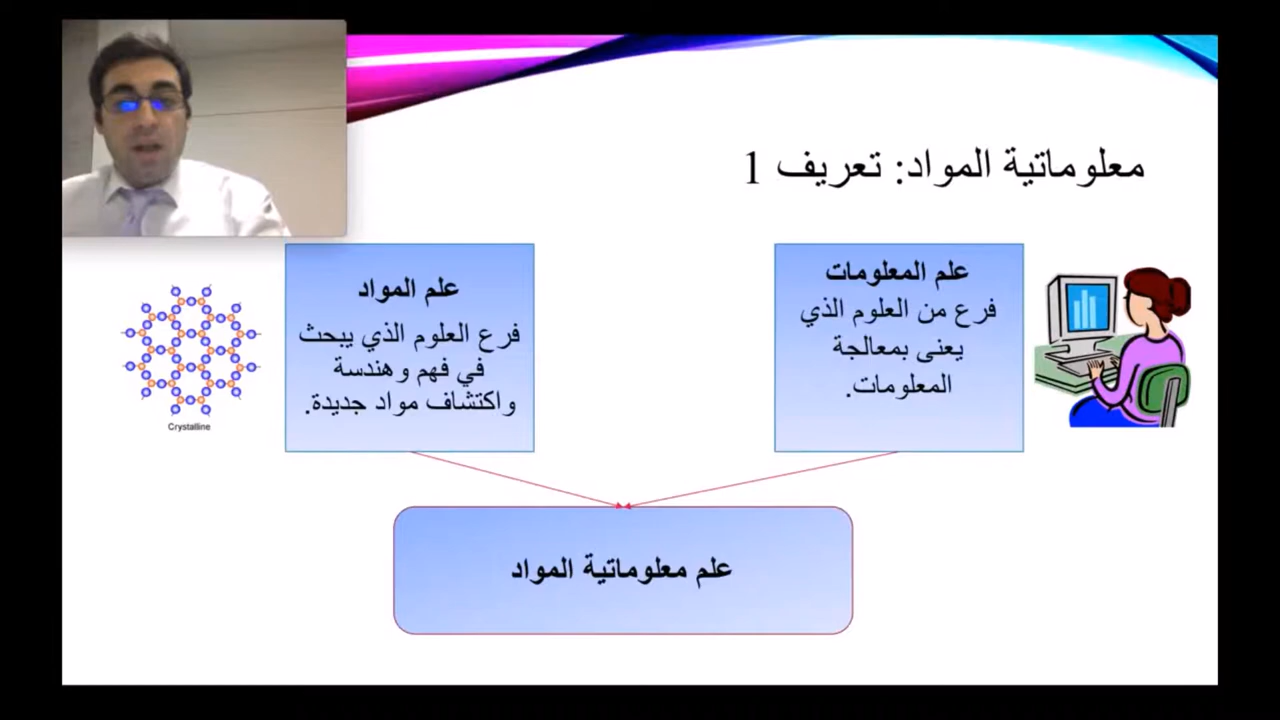 معلوماتية المواد: تعريف 1
علم المعلومات
فرع من العلوم الذي
يعنى بمعالجة
المعلومات.
علم المواد
فرع العلوم الذي يبحث
في فهم وهندسة
واكتشاف مواد جديدة.
Crystalline
علم معلوماتية المواد